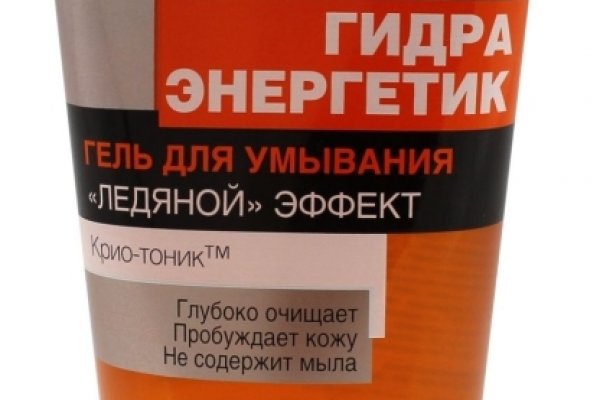 ГИДРА
ЭНЕРГЕТИК
ГЕЛЬ ДЛЯ УМЫВАНИЯ
«ЛЕДЯНОЙ» ЭФФЕКТ
Крио-тоник™
Глубоко очищает
Пробуждает кожу
Не содержит мыла